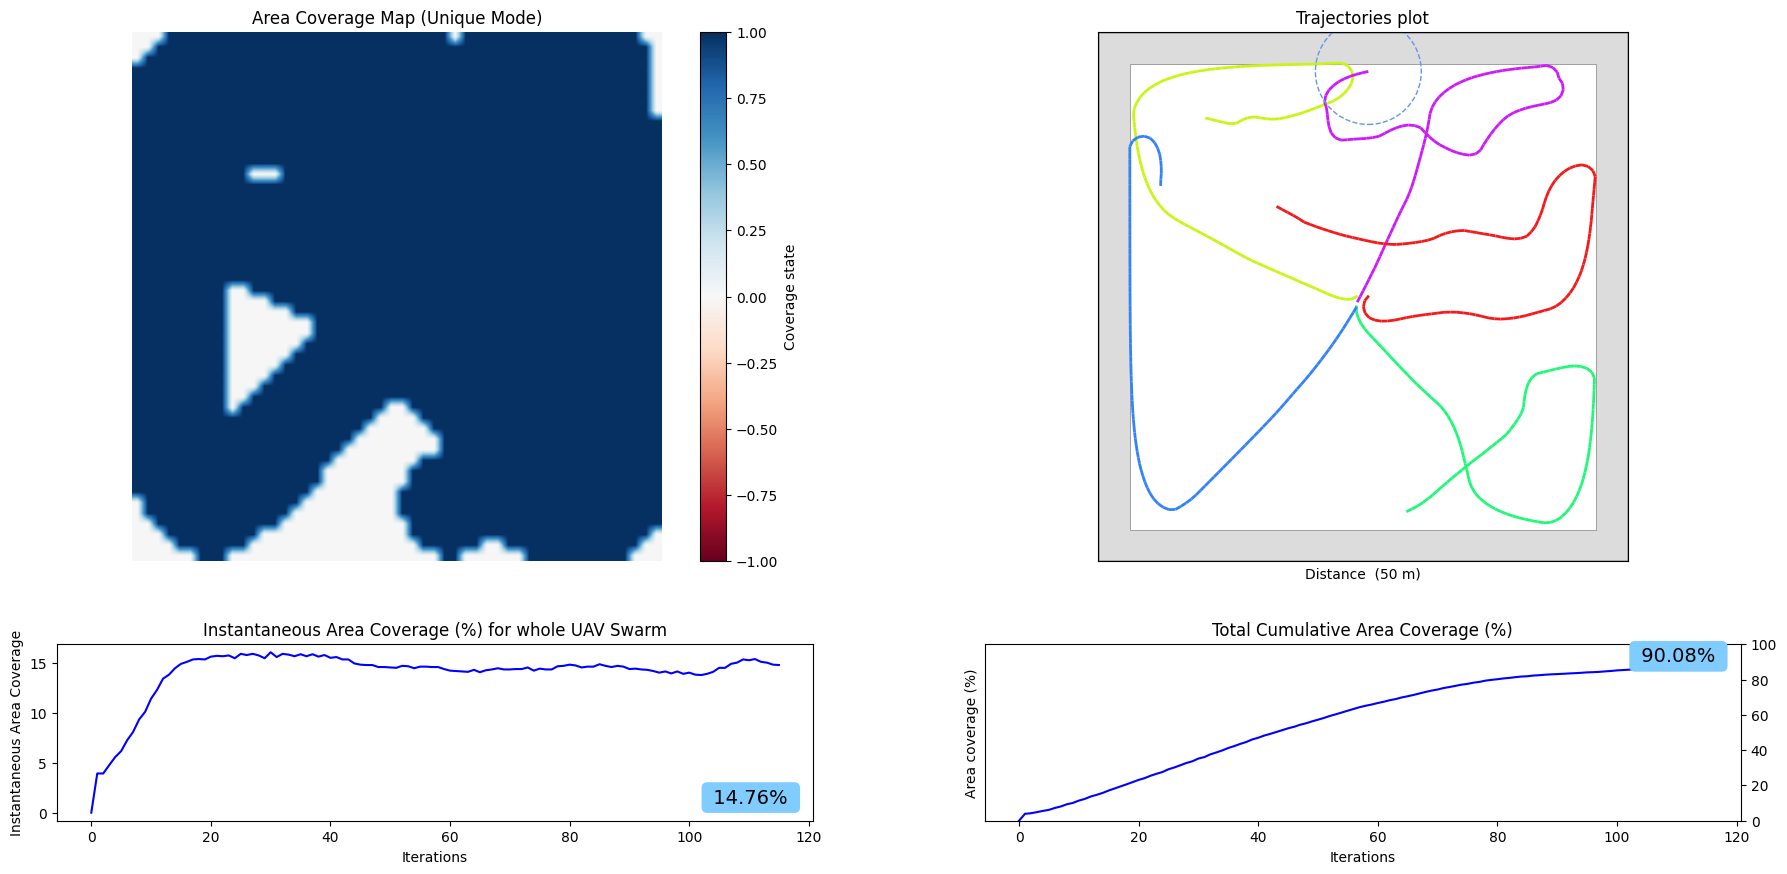 Area Coverage Map (Unique Mode)
1.00
0.75
0.50
0.25
0.00
−0.25
−0.50
−0.75
−1.00
Coverage state
Trajectories plot
Distance  (50 m)
Instantaneous Area Coverage (%) for whole UAV Swarm
Instantaneous Area Coverage
15
10
5
0
14.76%
0 20 40 60 80 100 120
Iterations
Total Cumulative Area Coverage (%)
Area coverage (%)
90.08%
100
80
60
40
20
0
0 20 40 60 80 100 120
Iterations